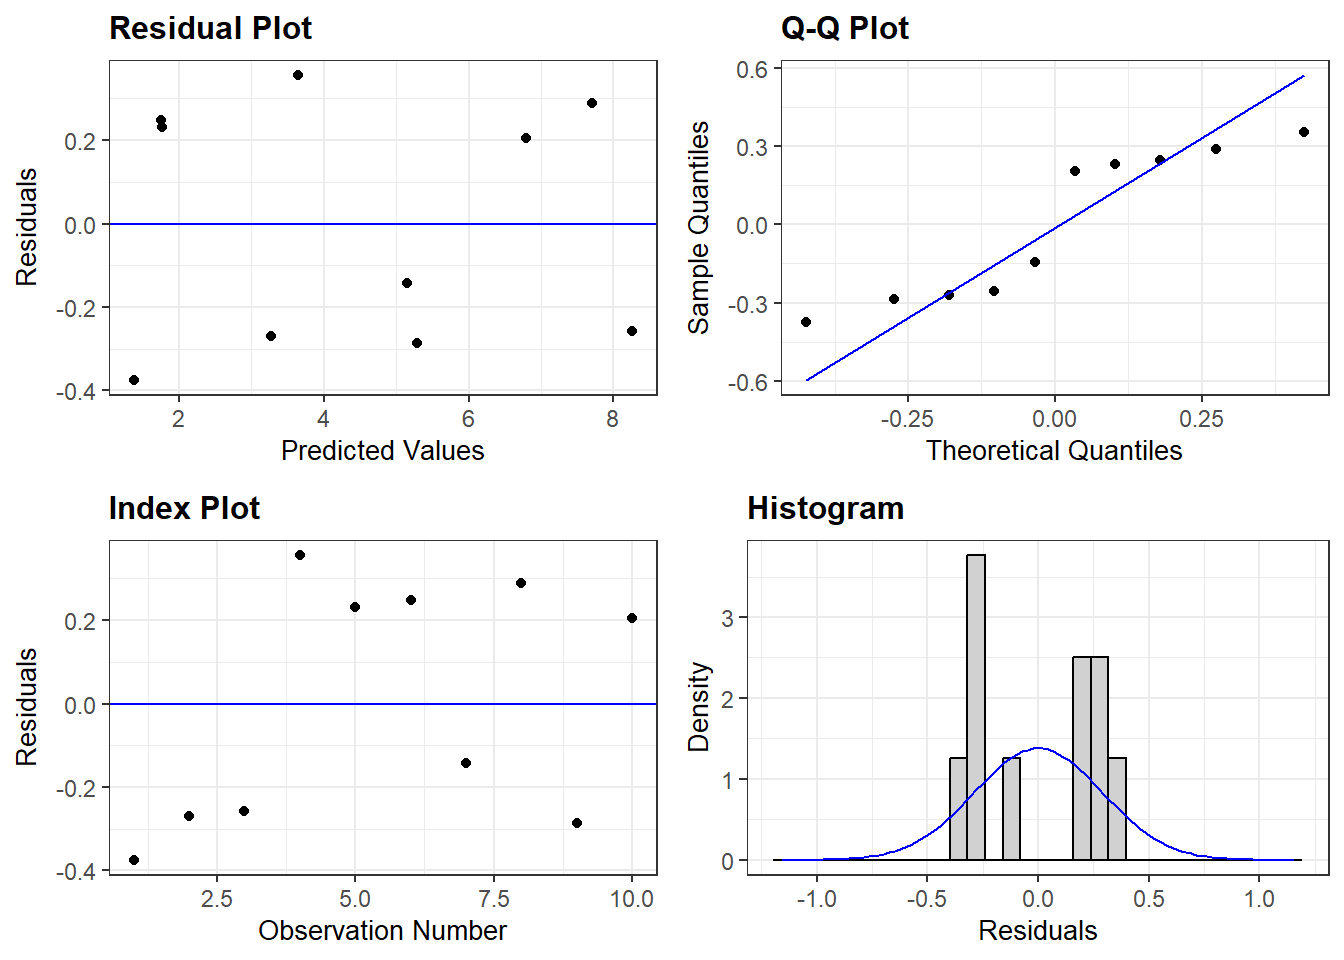 Residual Plot
Residuals
0.2
0.0
-0.2
-0.4
2 4 6 8
Predicted Values
Q-Q Plot
Sample Quantiles
0.6
0.3
0.0
-0.3
-0.6
-0.25 0.00 0.25
Theoretical Quantiles
Index Plot
Residuals
0.2
0.0
-0.2
-0.4
2.5 5.0 7.5 10.0
Observation Number
Histogram
Density
3
2
1
0
-1.0 -0.5 0.0 0.5 1.0
Residuals